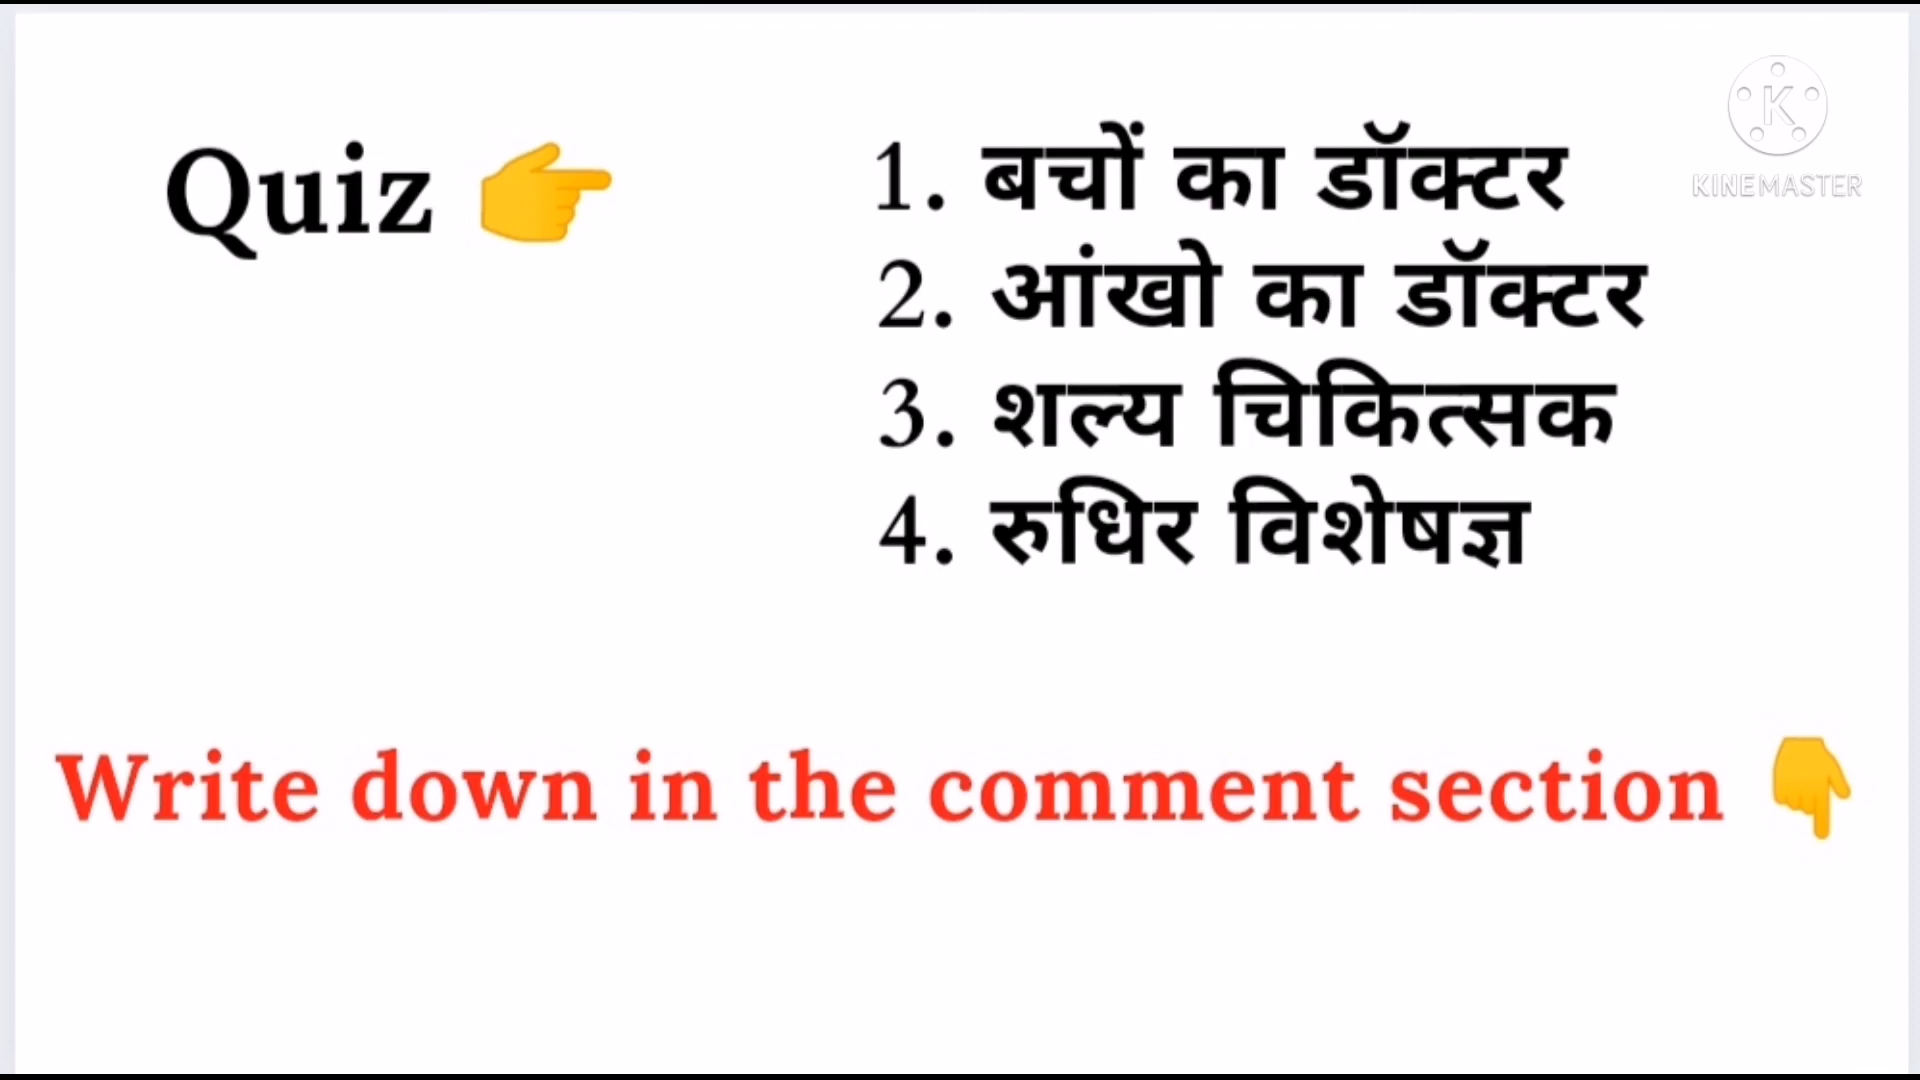 Quiz 👉
1. बचों का डॉक्टर
2. आंखो का डॉक्टर
3. शल्य चिकित्सक
4. रुधिर विशेषज्ञ
K
KINEMASTER
Write down in the comment section 👇